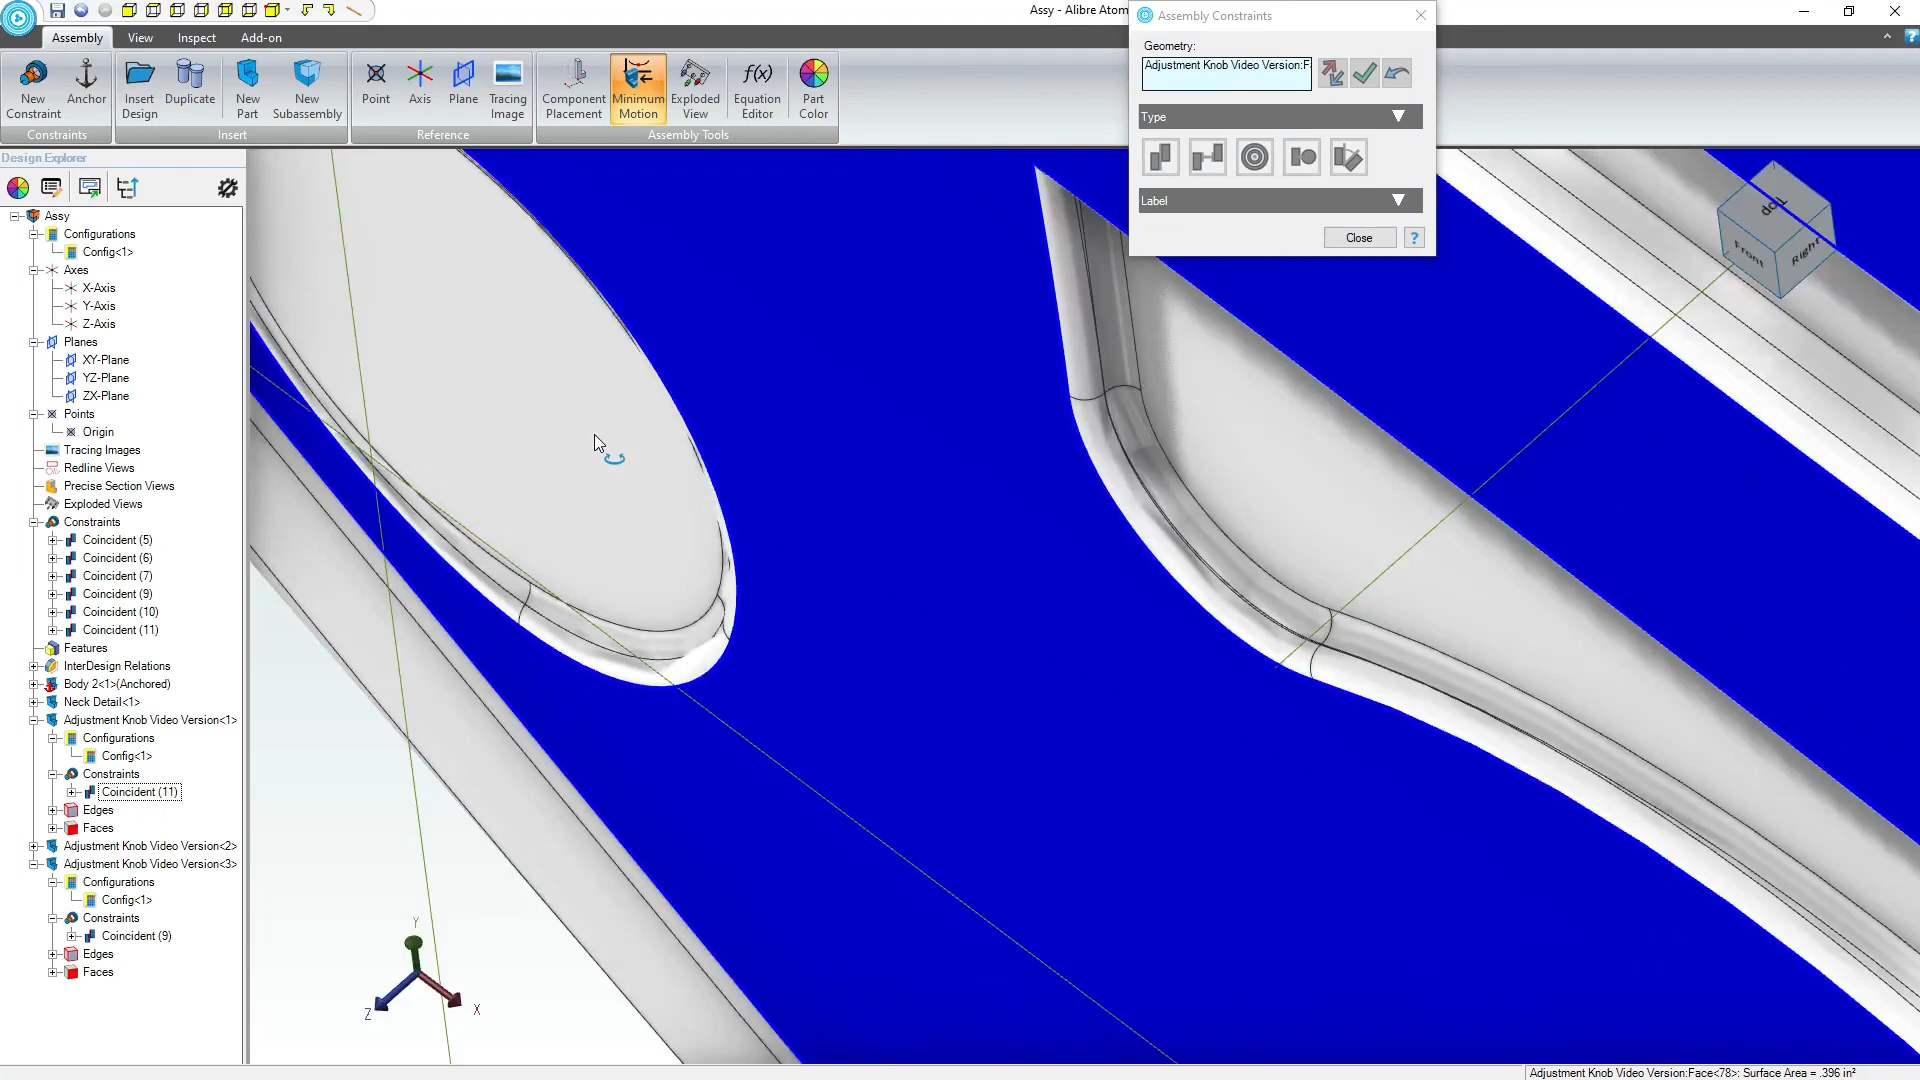 Assy - Alibre Atom
Assembly Constraints
Assembly View Inspect Add-on
Geometry:
Adjustment Knob Video Version:F
New Constraint
Anchor
Insert Design
Duplicate
New Part
New Subassembly
Point
Axis
Plane
Tracing Image
Component Placement
Minimum Motion
Exploded View
f(x)
Equation Editor
Part Color
Constraints Insert Reference Assembly Tools
Type
Label
Close
?
Design Explorer
Assy
Configurations
Config<1>
Axes
X-Axis
Y-Axis
Z-Axis
Planes
XY-Plane
YZ-Plane
ZX-Plane
Points
Origin
Tracing Images
Redline Views
Precise Section Views
Exploded Views
Constraints
Coincident (5)
Coincident (6)
Coincident (7)
Coincident (9)
Coincident (10)
Coincident (11)
Features
InterDesign Relations
Body 2<1>(Anchored)
Neck Detail<1>
Adjustment Knob Video Version<1>
Configurations
Config<1>
Constraints
Coincident (11)
Edges
Faces
Adjustment Knob Video Version<2>
Adjustment Knob Video Version<3>
Configurations
Config<1>
Constraints
Coincident (9)
Edges
Faces
Top
Front
Right
Y
X
Z
Adjustment Knob Video Version:Face<78>: Surface Area = .396 in²